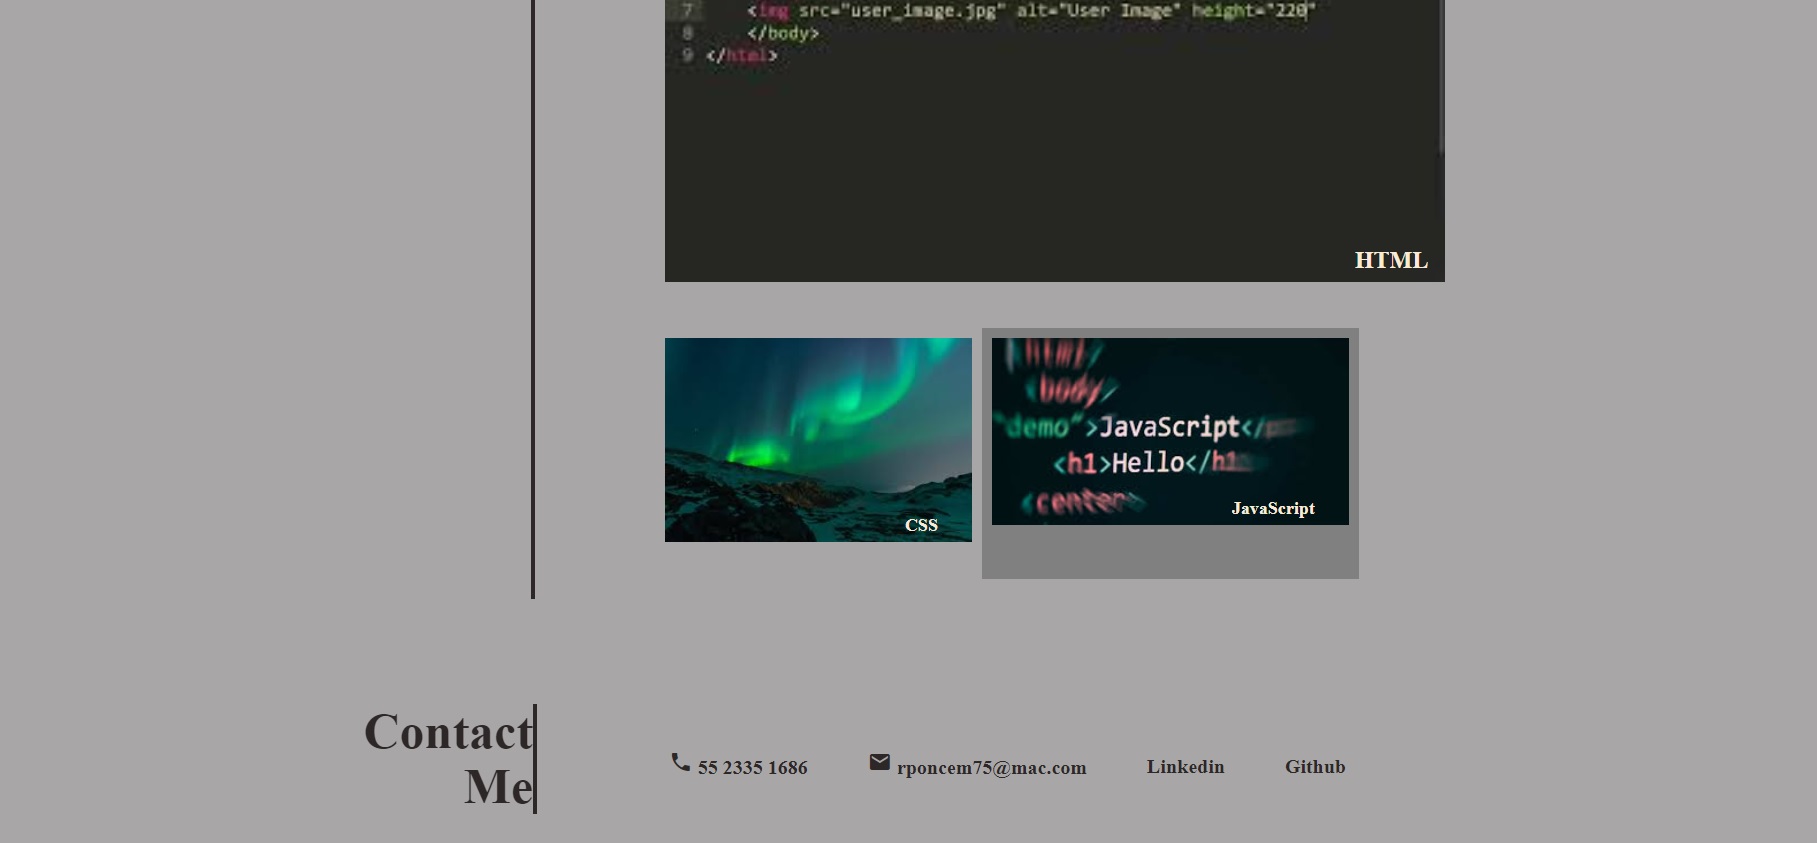 7 <img src="user_image.jpg" alt="User Image" height="220"
8 </body>
9 </html>
HTML
CSS
html/
<body/
"demo">JavaScript</
<h1>Hello</h1
<center>
JavaScript
Contact
Me
55 2335 1686
rponcem75@mac.com
Linkedin
Github